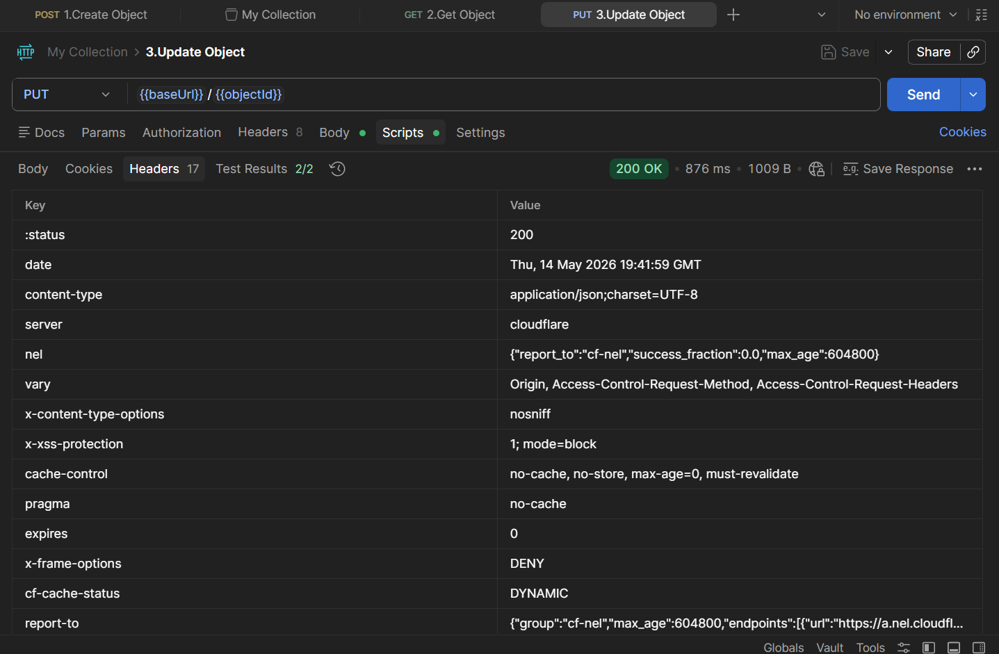 POST 1.Create Object My Collection GET 2.Get Object PUT 3.Update Object No environment
HTTP My Collection > 3.Update Object Save Share
PUT {{baseUrl}} / {{objectId}} Send
Docs Params Authorization Headers 8 Body Scripts Settings Cookies
Body Cookies Headers 17 Test Results 2/2 200 OK 876 ms 1009 B e.g. Save Response
Key Value
:status 200
date Thu, 14 May 2026 19:41:59 GMT
content-type application/json;charset=UTF-8
server cloudflare
nel {"report_to":"cf-nel","success_fraction":0.0,"max_age":604800}
vary Origin, Access-Control-Request-Method, Access-Control-Request-Headers
x-content-type-options nosniff
x-xss-protection 1; mode=block
cache-control no-cache, no-store, max-age=0, must-revalidate
pragma no-cache
expires 0
x-frame-options DENY
cf-cache-status DYNAMIC
report-to {"group":"cf-nel","max_age":604800,"endpoints":[{"url":"https://a.nel.cloudfl...
Globals Vault Tools